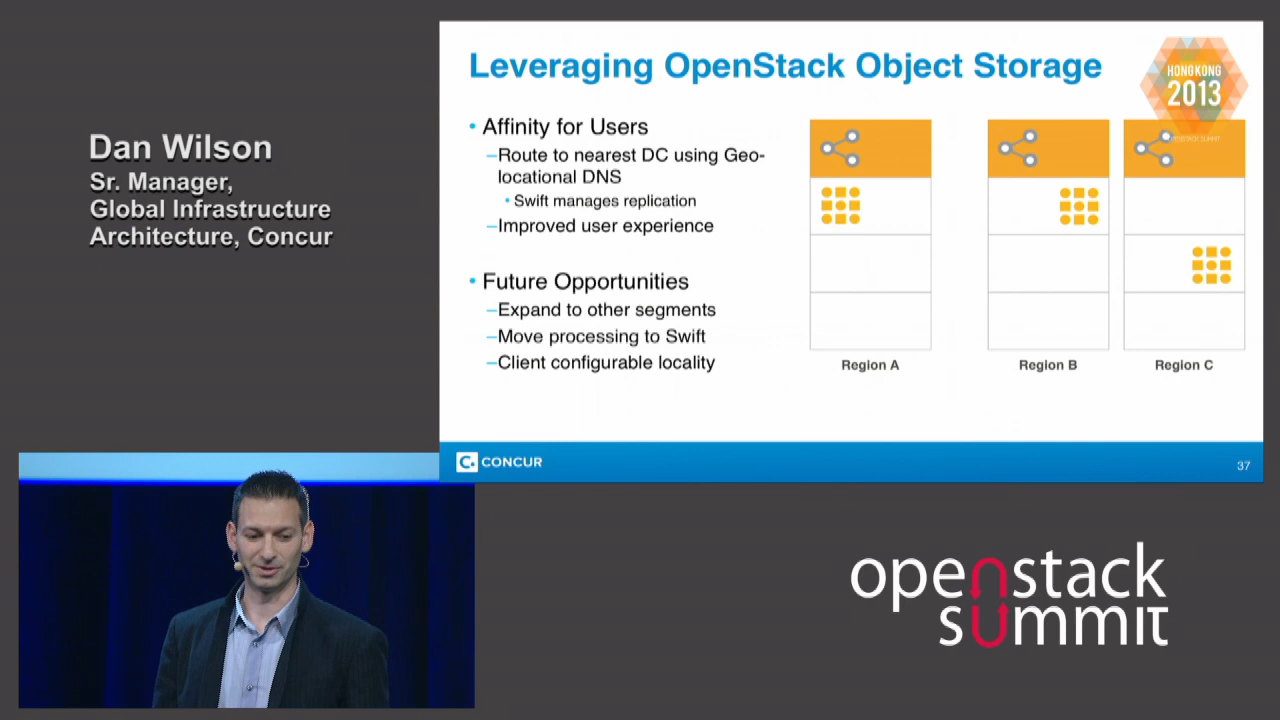 Dan Wilson
Sr. Manager,
Global Infrastructure
Architecture, Concur
Leveraging OpenStack Object Storage
HONG KONG
2013
OPENSTACK SUMMIT
• Affinity for Users
–Route to nearest DC using Geo-
locational DNS
• Swift manages replication
–Improved user experience
• Future Opportunities
–Expand to other segments
–Move processing to Swift
–Client configurable locality
Region A
Region B
Region C
C. CONCUR
37
openstack
summit